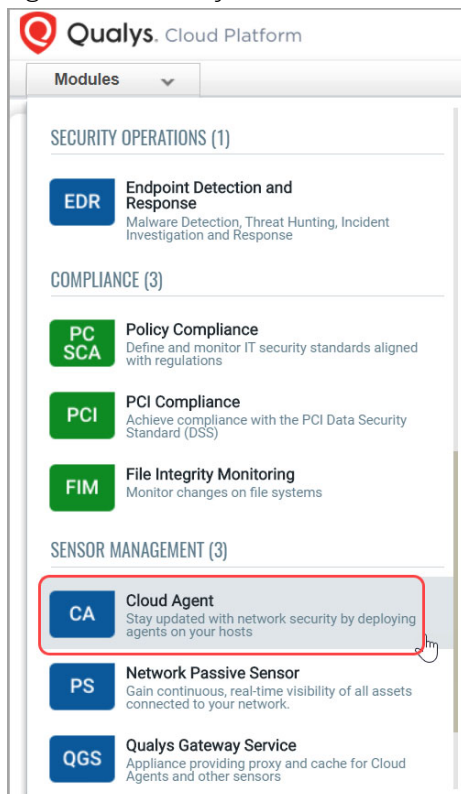 Qualys. Cloud Platform
Modules
SECURITY OPERATIONS (1)
EDR
Endpoint Detection and
Response
Malware Detection, Threat Hunting, Incident
Investigation and Response
COMPLIANCE (3)
PC
SCA
Policy Compliance
Define and monitor IT security standards aligned
with regulations
PCI
PCI Compliance
Achieve compliance with the PCI Data Security
Standard (DSS)
FIM
File Integrity Monitoring
Monitor changes on file systems
SENSOR MANAGEMENT (3)
CA
Cloud Agent
Stay updated with network security by deploying
agents on your hosts
PS
Network Passive Sensor
Gain continuous, real-time visibility of all assets
connected to your network.
QGS
Qualys Gateway Service
Appliance providing proxy and cache for Cloud
Agents and other sensors